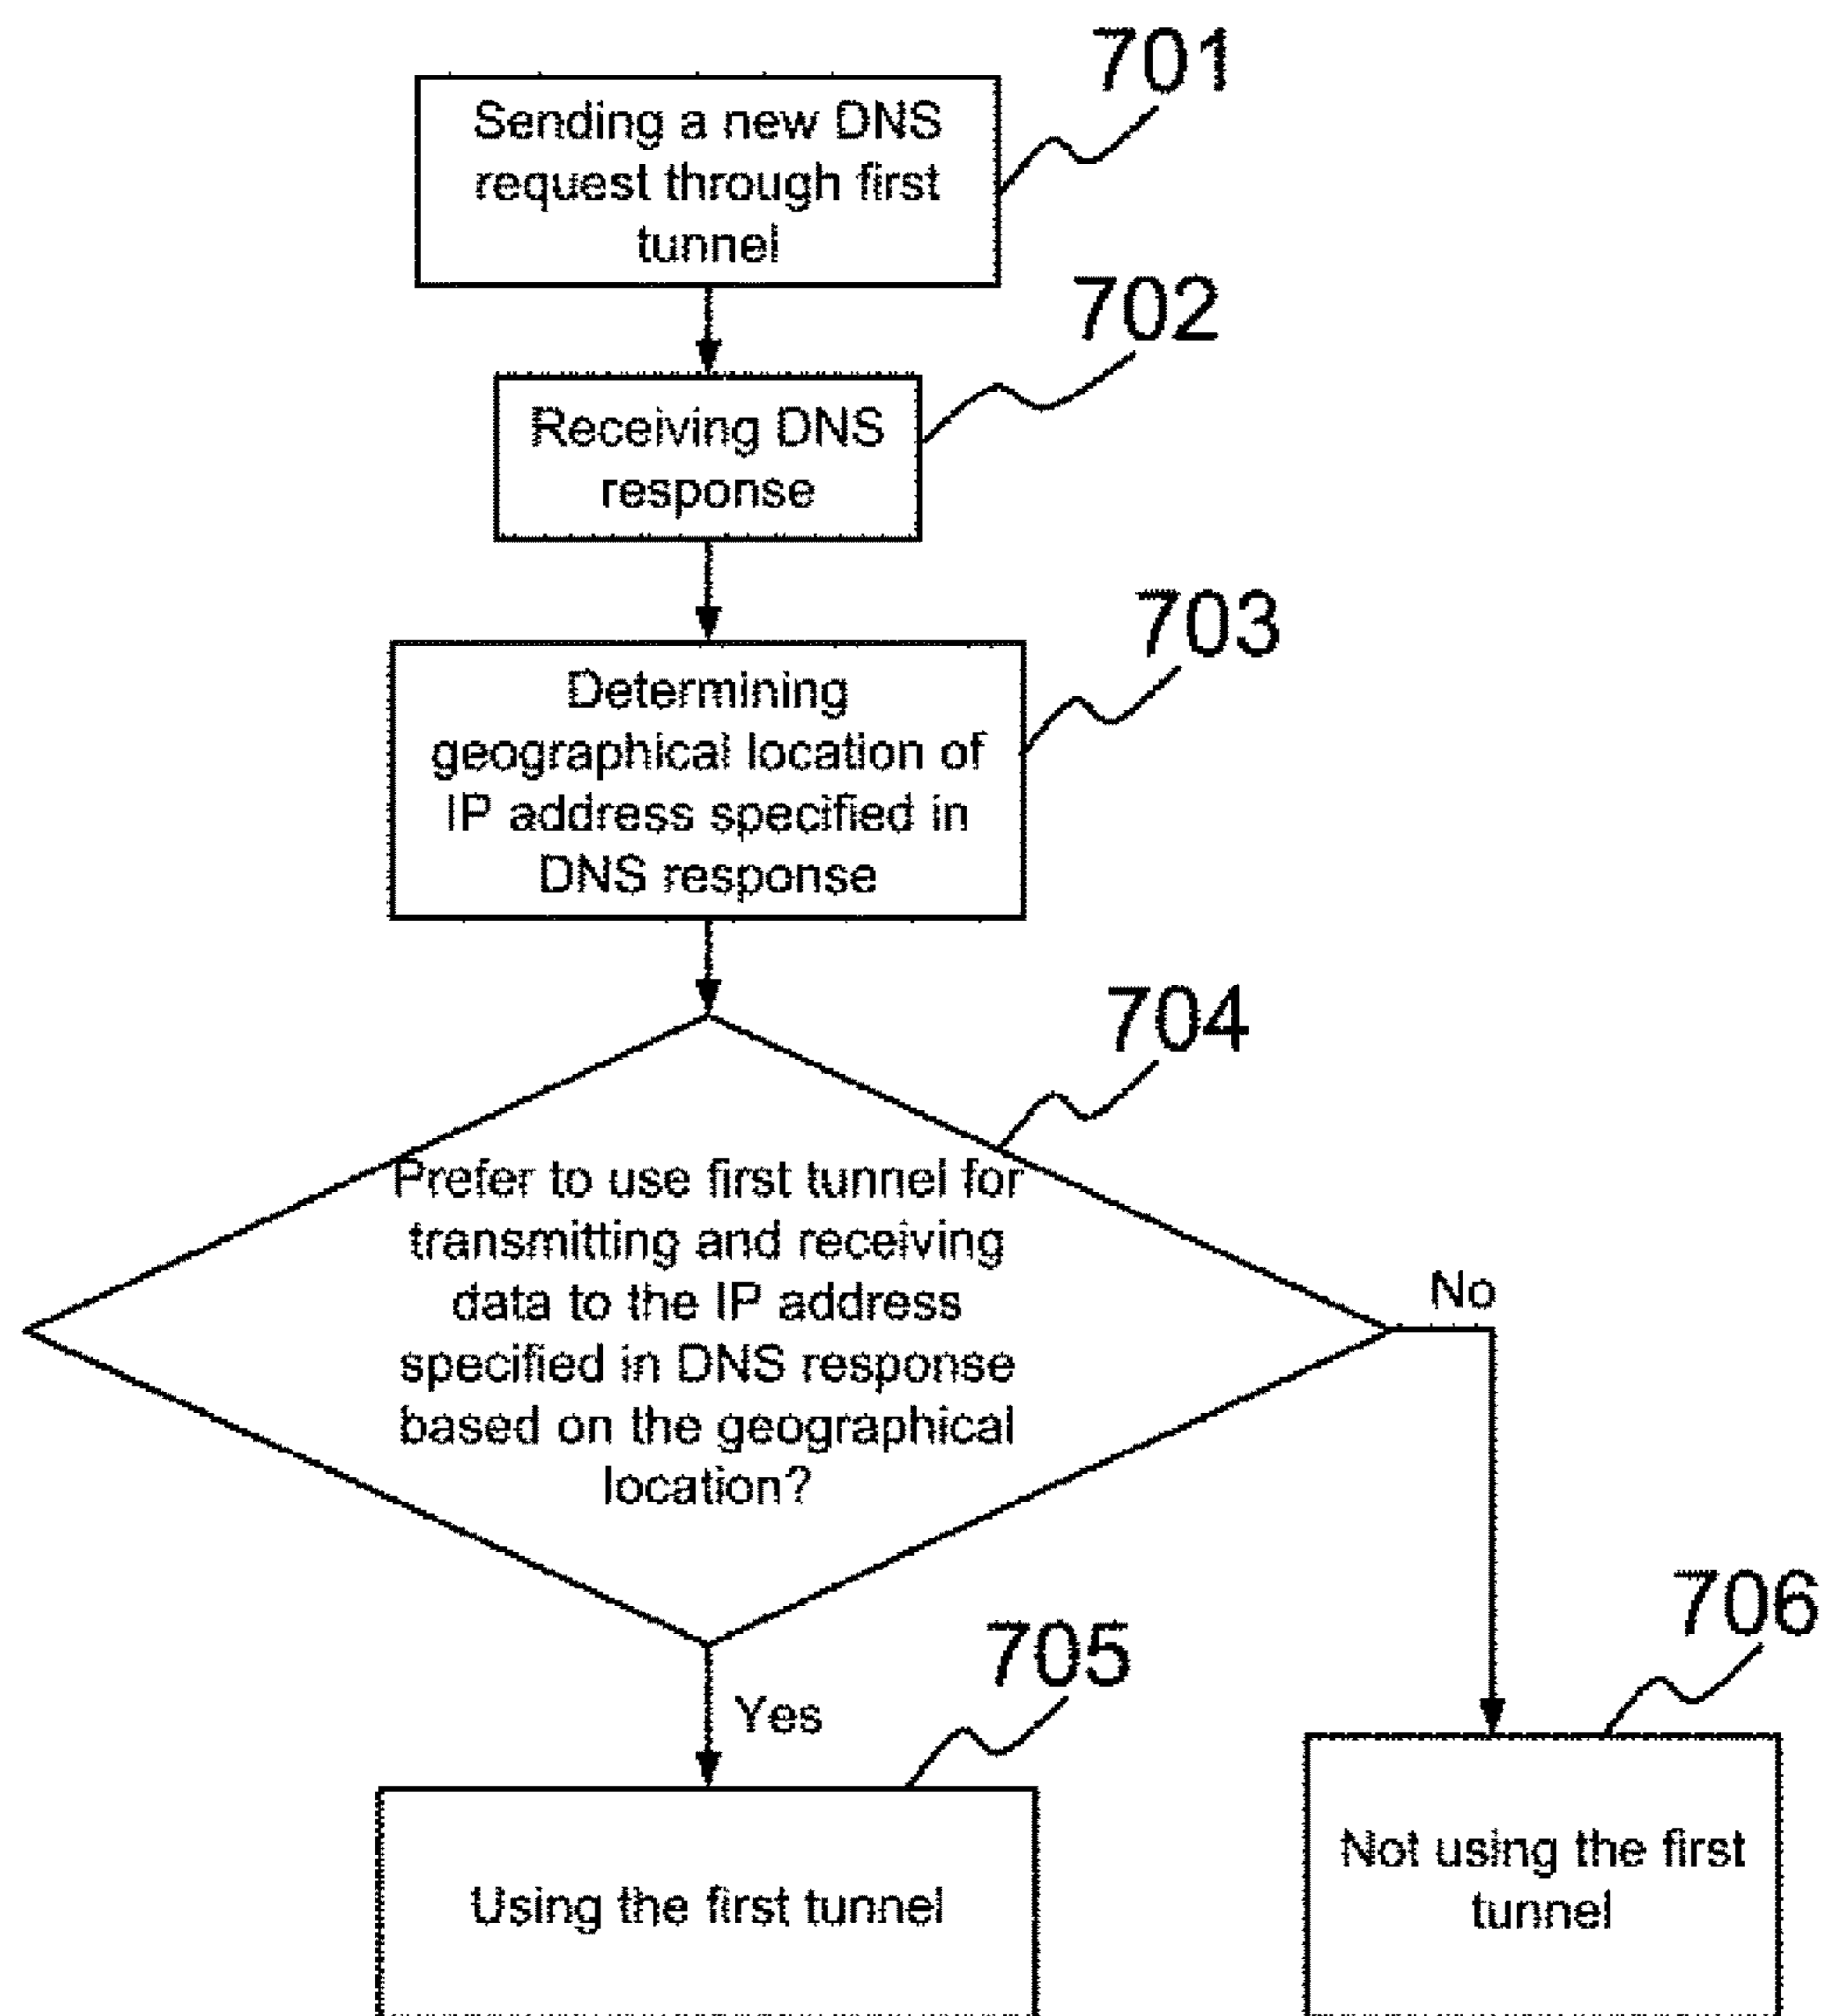 701
Sending a new DNS
request through first
tunnel
702
Receiving DNS
response
703
Determining
geographical location of
IP address specified in
DNS response
704
Prefer to use first tunnel for
transmitting and receiving
data to the IP address
specified in DNS response
based on the geographical
location?
No
Yes
705
Using the first tunnel
706
Not using the first
tunnel